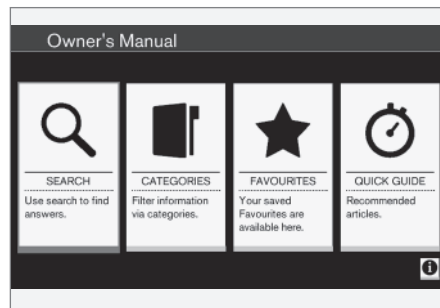 Owner's Manual
SEARCH
Use search to find
answers.
CATEGORIES
Filter information
via categories.
FAVOURITES
Your saved
Favourites are
available here.
QUICK GUIDE
Recommended
articles.